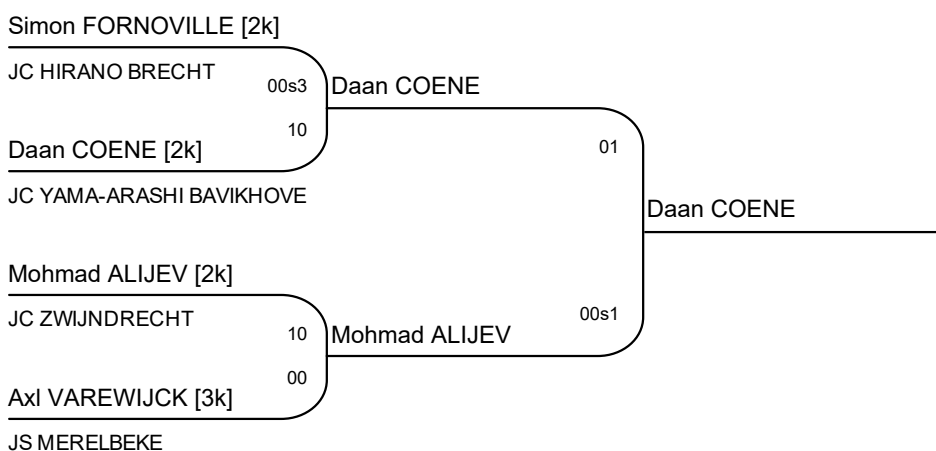 Simon FORNOVILLE [2k]
JC HIRANO BRECHT
00s3
Daan COENE
10
Daan COENE [2k]
01
JC YAMA-ARASHI BAVIKHOVE
Daan COENE
Mohmad ALIJEV [2k]
JC ZWIJNDRECHT
00s1
10
Mohmad ALIJEV
00
Axl VAREWIJCK [3k]
JS MERELBEKE